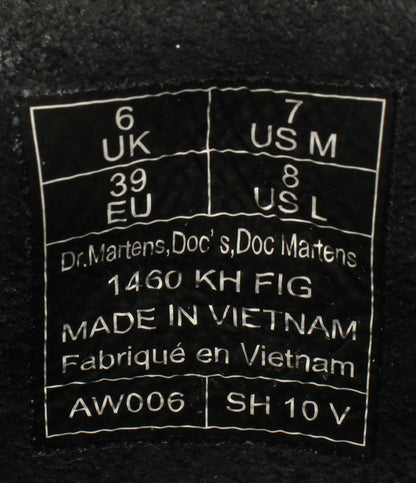 6 UK
7 US M
39 EU
8 US L
Dr.Martens,Doc's,Doc Martens
1460 KH FIG
MADE IN VIETNAM
Fabriqué en Vietnam
AW006
SH 10 V